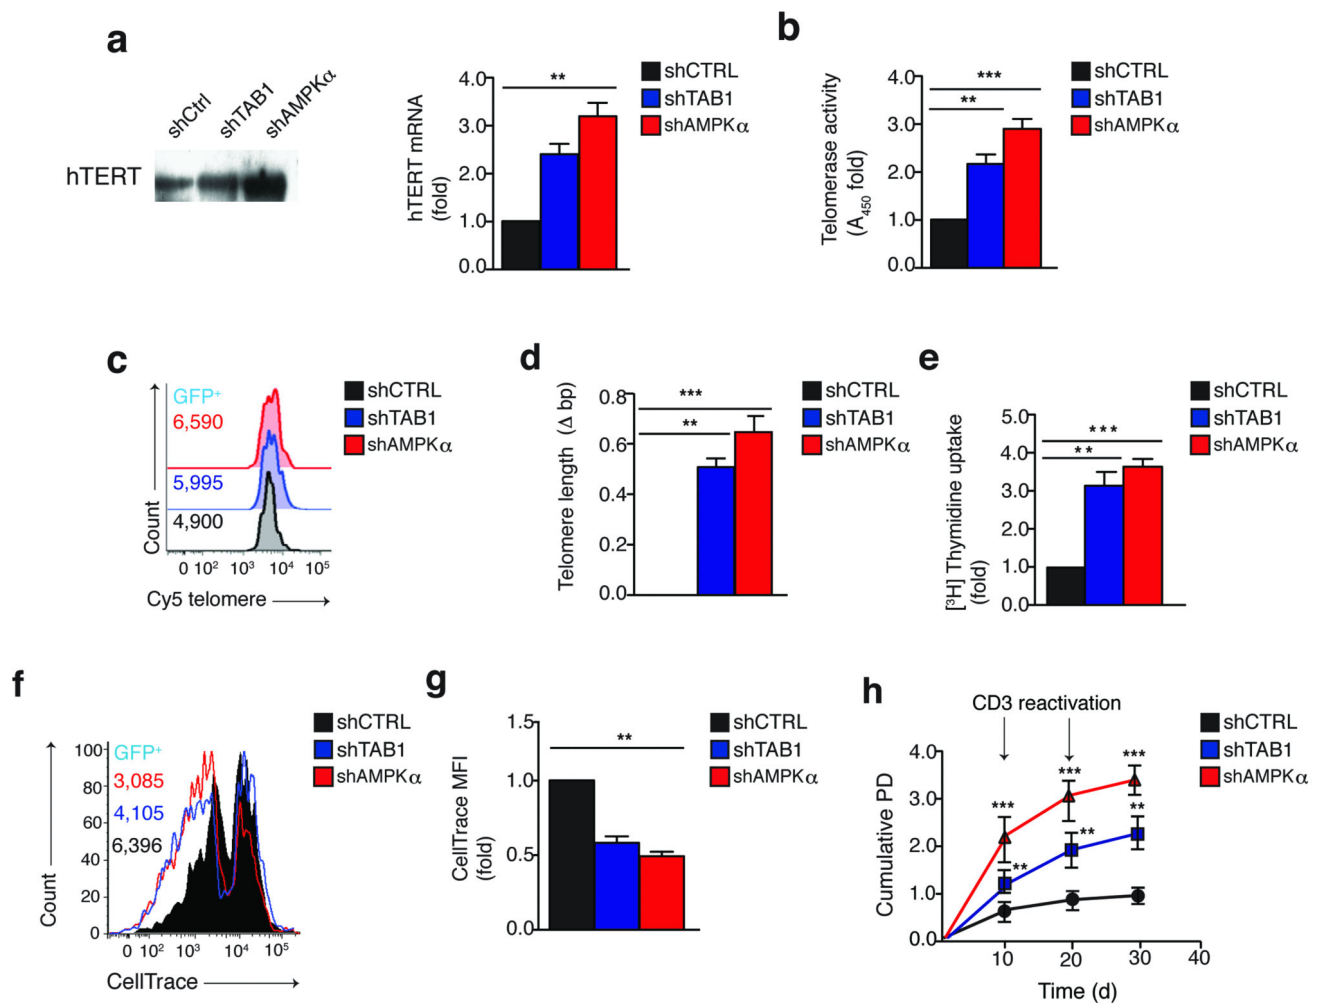 a
shCtrl
shTAB1
shAMPKα
hTERT
hTERT mRNA
(fold)
4.0
3.0
2.0
1.0
0.0
**
shCTRL
shTAB1
shAMPKα
b
Telomerase activity
(A450 fold)
4.0
3.0
2.0
1.0
0.0
***
**
shCTRL
shTAB1
shAMPKα
c
GFP+
6,590
5,995
4,900
Count
0 10² 10³ 10⁴ 10⁵
Cy5 telomere
shCTRL
shTAB1
shAMPKα
d
Telomere length (Δ bp)
0.8
0.6
0.4
0.2
0.0
***
**
shCTRL
shTAB1
shAMPKα
e
[³H] Thymidine uptake
(fold)
5.0
4.0
3.0
2.0
1.0
0.0
***
**
shCTRL
shTAB1
shAMPKα
f
GFP+
3,085
4,105
6,396
Count
100
80
60
40
20
0
0 10² 10³ 10⁴ 10⁵
CellTrace
shCTRL
shTAB1
shAMPKα
g
CellTrace MFI
(fold)
1.5
1.0
0.5
0.0
**
shCTRL
shTAB1
shAMPKα
h
CD3 reactivation
Cumulative PD
4.0
3.0
2.0
1.0
0.0
***
***
***
**
**
**
10 20 30 40
Time (d)
shCTRL
shTAB1
shAMPKα